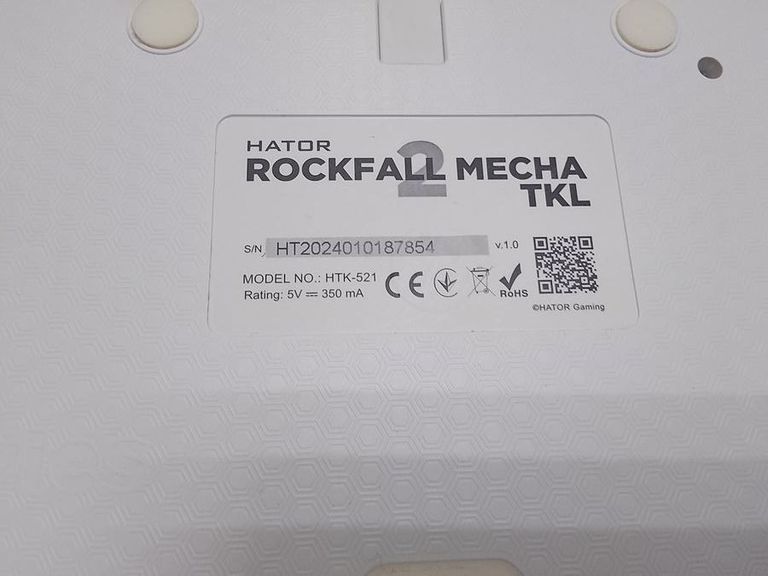 HATOR
ROCKFALL 2 MECHA
TKL
S/N HT2024010187854 v.1.0
MODEL NO.: HTK-521
Rating: 5V ⎓ 350 mA
CE
RoHS
©HATOR Gaming